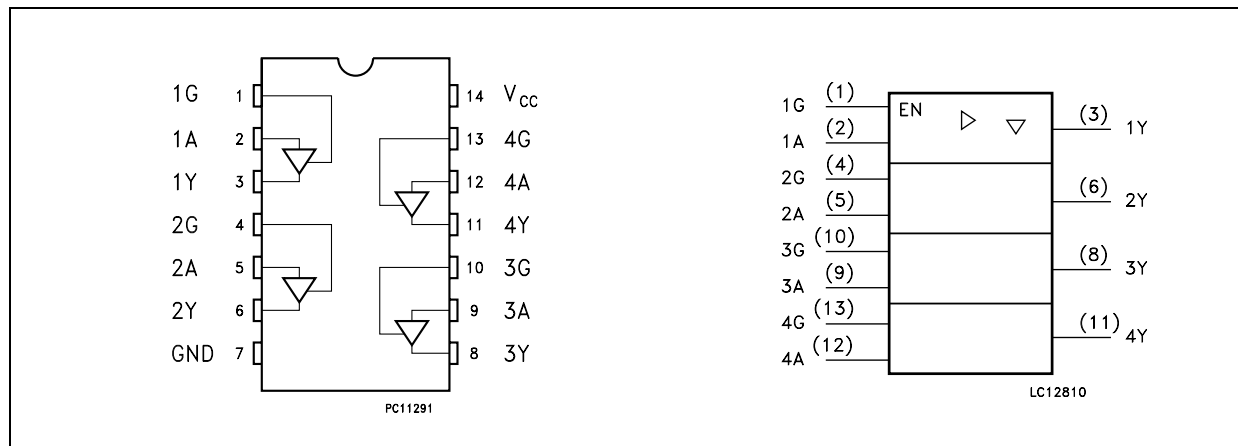 1G 1 14 VCC
1A 2 13 4G
1Y 3 12 4A
2G 4 11 4Y
2A 5 10 3G
2Y 6 9 3A
GND 7 8 3Y
PC11291
1G (1) EN (3) 1Y
1A (2)
2G (4) (6) 2Y
2A (5)
3G (10) (8) 3Y
3A (9)
4G (13) (11) 4Y
4A (12)
LC12810